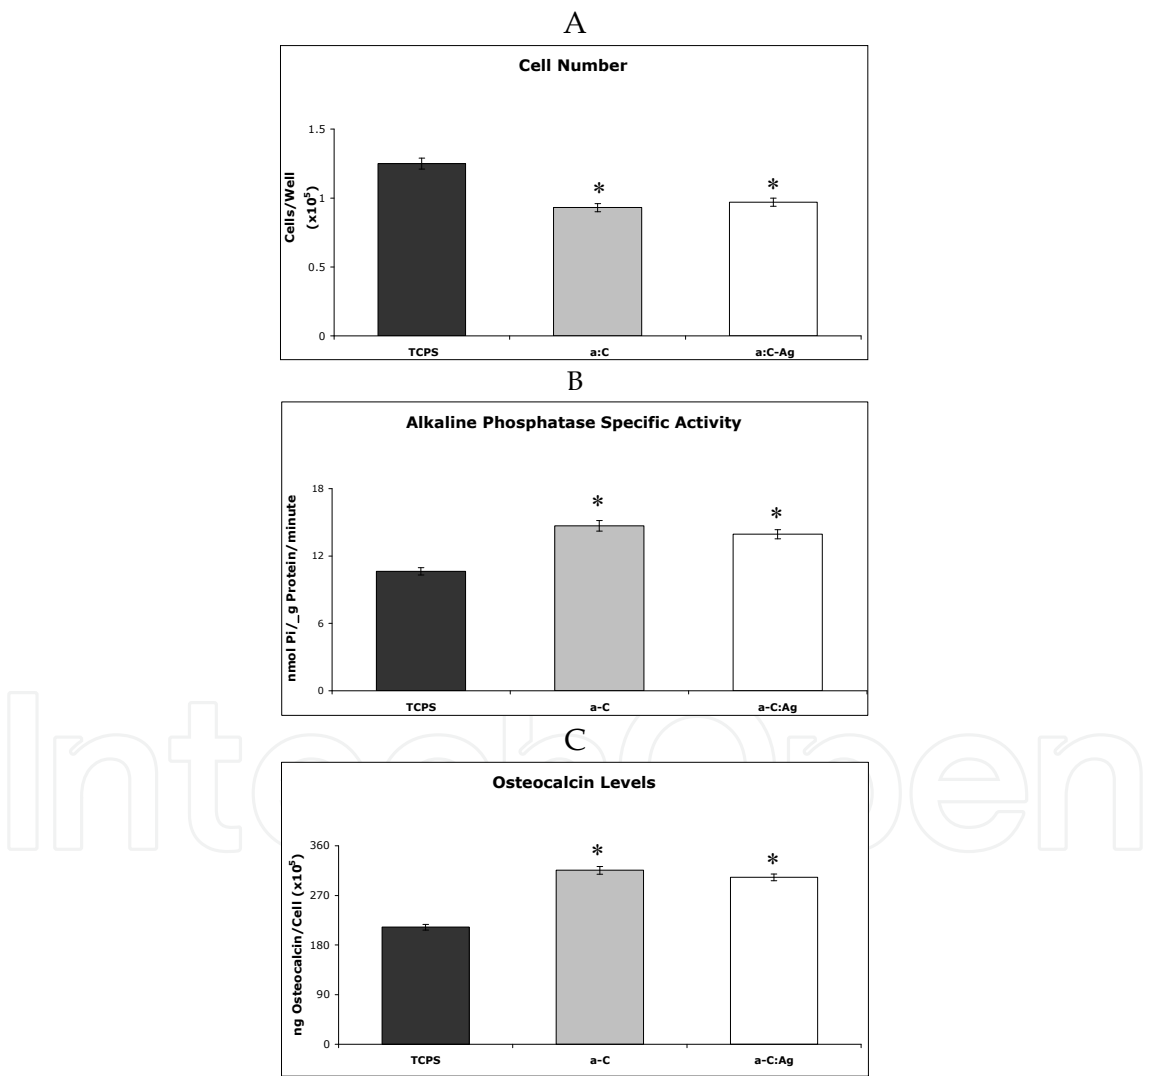 A
Cell Number
1.5
1
0.5
0
Cells/Well
(x10⁵)
*
*
TCPS
a:C
a:C-Ag
B
Alkaline Phosphatase Specific Activity
18
12
6
0
nmol Pi/_g Protein/minute
*
*
TCPS
a-C
a-C:Ag
C
Osteocalcin Levels
360
270
180
90
0
ng Osteocalcin/Cell (x10⁵)
*
*
TCPS
a-C
a-C:Ag
IntechOpen